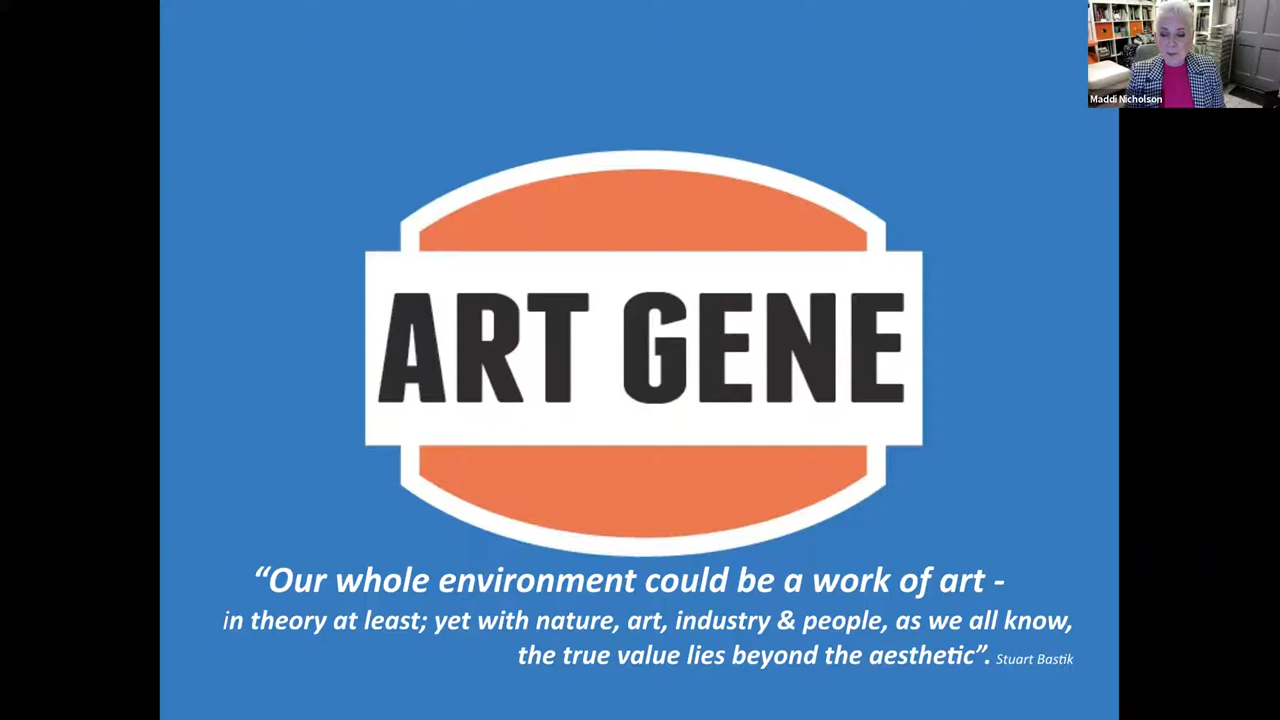 Maddi Nicholson
ART GENE
“Our whole environment could be a work of art -
in theory at least; yet with nature, art, industry & people, as we all know,
the true value lies beyond the aesthetic”. Stuart Bastik